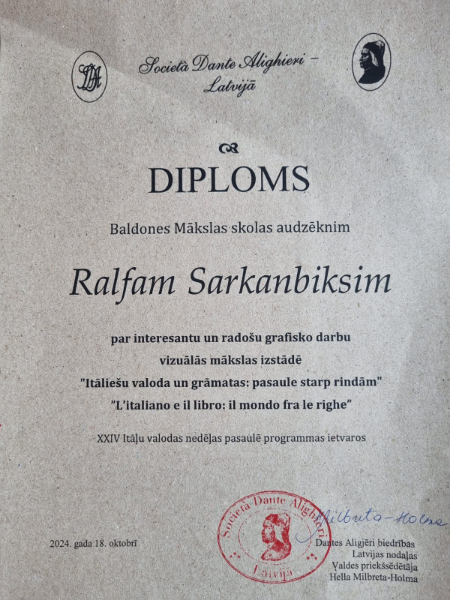 SDA
Società Dante Alighieri –
Latvijā
DIPLOMS
Baldones Mākslas skolas audzēknim
Ralfam Sarkanbiksim
par interesantu un radošu grafisko darbu
vizuālās mākslas izstādē
"Itāliešu valoda un grāmatas: pasaule starp rindām"
"L'italiano e il libro: il mondo fra le righe"
XXIV Itāļu valodas nedēļas pasaulē programmas ietvaros
Società Dante Alighieri
Latvijā
Milbreta-Holma
2024. gada 18. oktobrī
Dantes Aligjēri biedrības
Latvijas nodaļas
Valdes priekšsēdētāja
Hella Milbreta-Holma